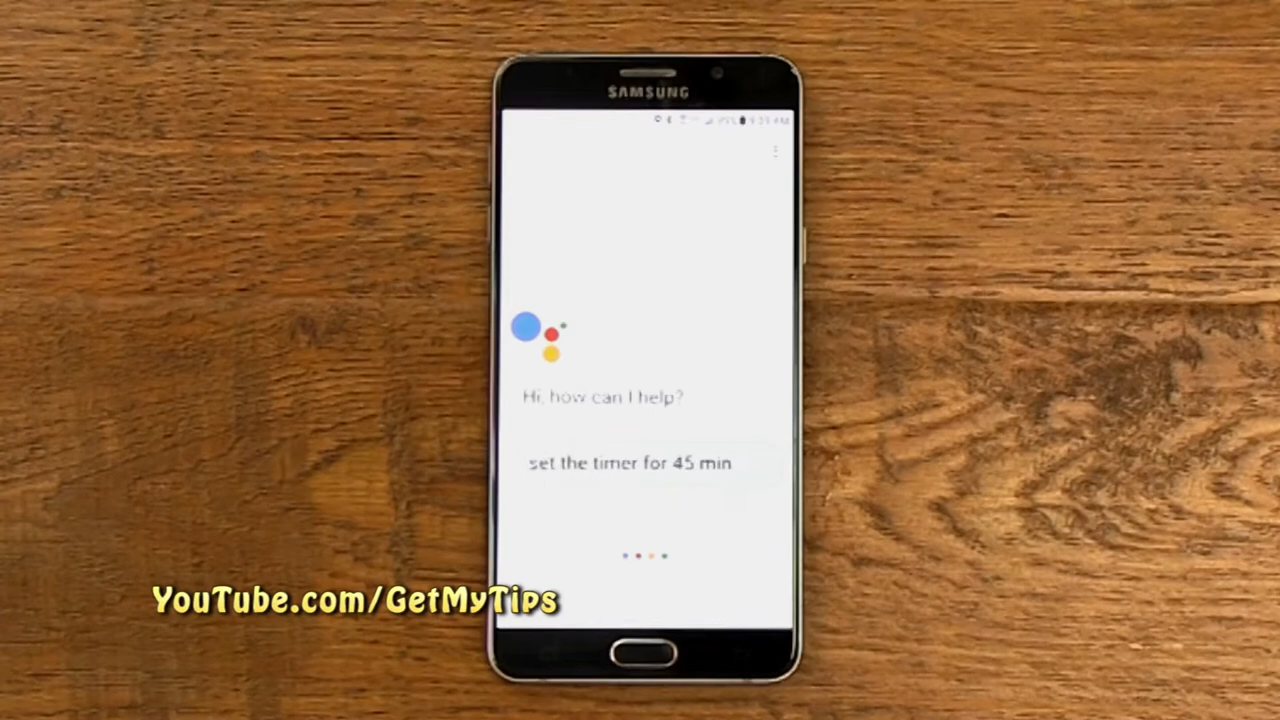 SAMSUNG
Hi, how can I help?
set the timer for 45 min
YouTube.com/GetMyTips